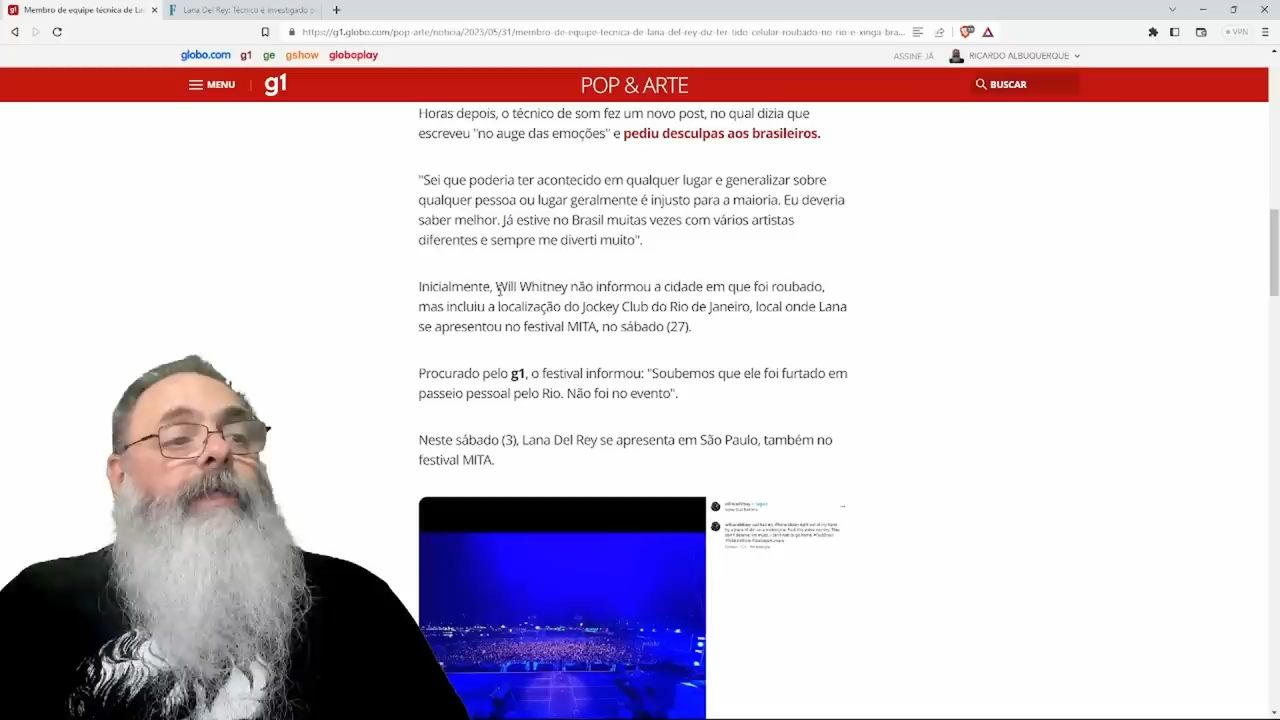 Membro de equipe técnica de La
Lana Del Rey: Técnico é investigado p
https://g1.globo.com/pop-arte/noticia/2023/05/31/membro-de-equipe-tecnica-de-lana-del-rey-diz-ter-tido-celular-roubado-no-rio-e-xinga-bra...
VPN
globo.com g1 ge gshow globoplay
ASSINE JÁ
RICARDO ALBUQUERQUE
MENU
g1
POP & ARTE
BUSCAR
Horas depois, o técnico de som fez um novo post, no qual dizia que
escreveu "no auge das emoções" e pediu desculpas aos brasileiros.
"Sei que poderia ter acontecido em qualquer lugar e generalizar sobre
qualquer pessoa ou lugar geralmente é injusto para a maioria. Eu deveria
saber melhor. Já estive no Brasil muitas vezes com vários artistas
diferentes e sempre me diverti muito".
Inicialmente, Will Whitney não informou a cidade em que foi roubado,
mas incluiu a localização do Jockey Club do Rio de Janeiro, local onde Lana
se apresentou no festival MITA, no sábado (27).
Procurado pelo g1, o festival informou: "Soubemos que ele foi furtado em
passeio pessoal pelo Rio. Não foi no evento".
Neste sábado (3), Lana Del Rey se apresenta em São Paulo, também no
festival MITA.